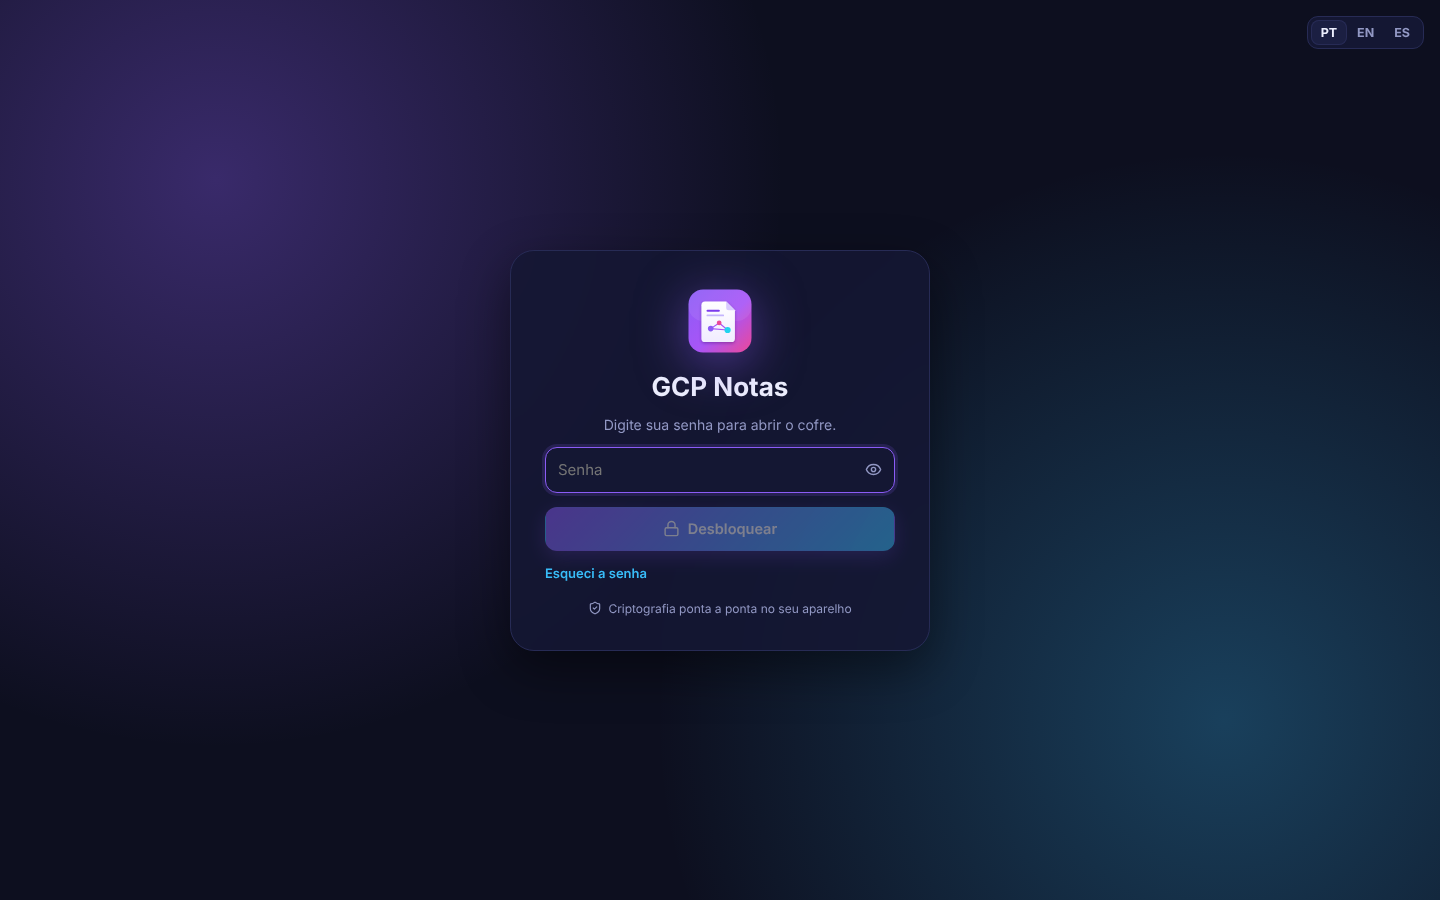 PT EN ES
GCP Notas
Digite sua senha para abrir o cofre.
Senha
Desbloquear
Esqueci a senha
Criptografia ponta a ponta no seu aparelho